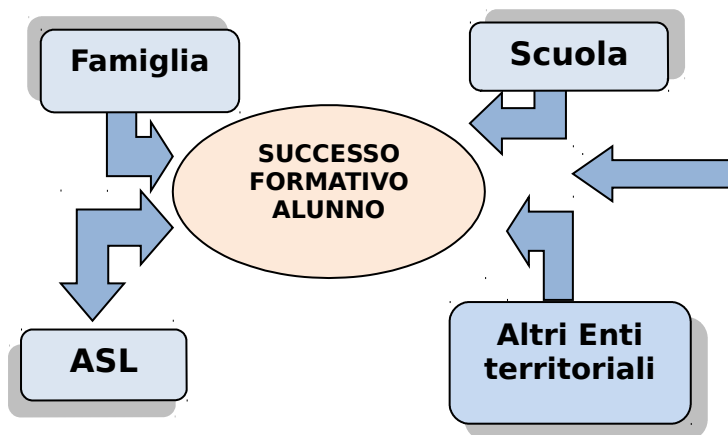 Famiglia
Scuola
SUCCESSO
FORMATIVO
ALUNNO
ASL
Altri Enti
territoriali